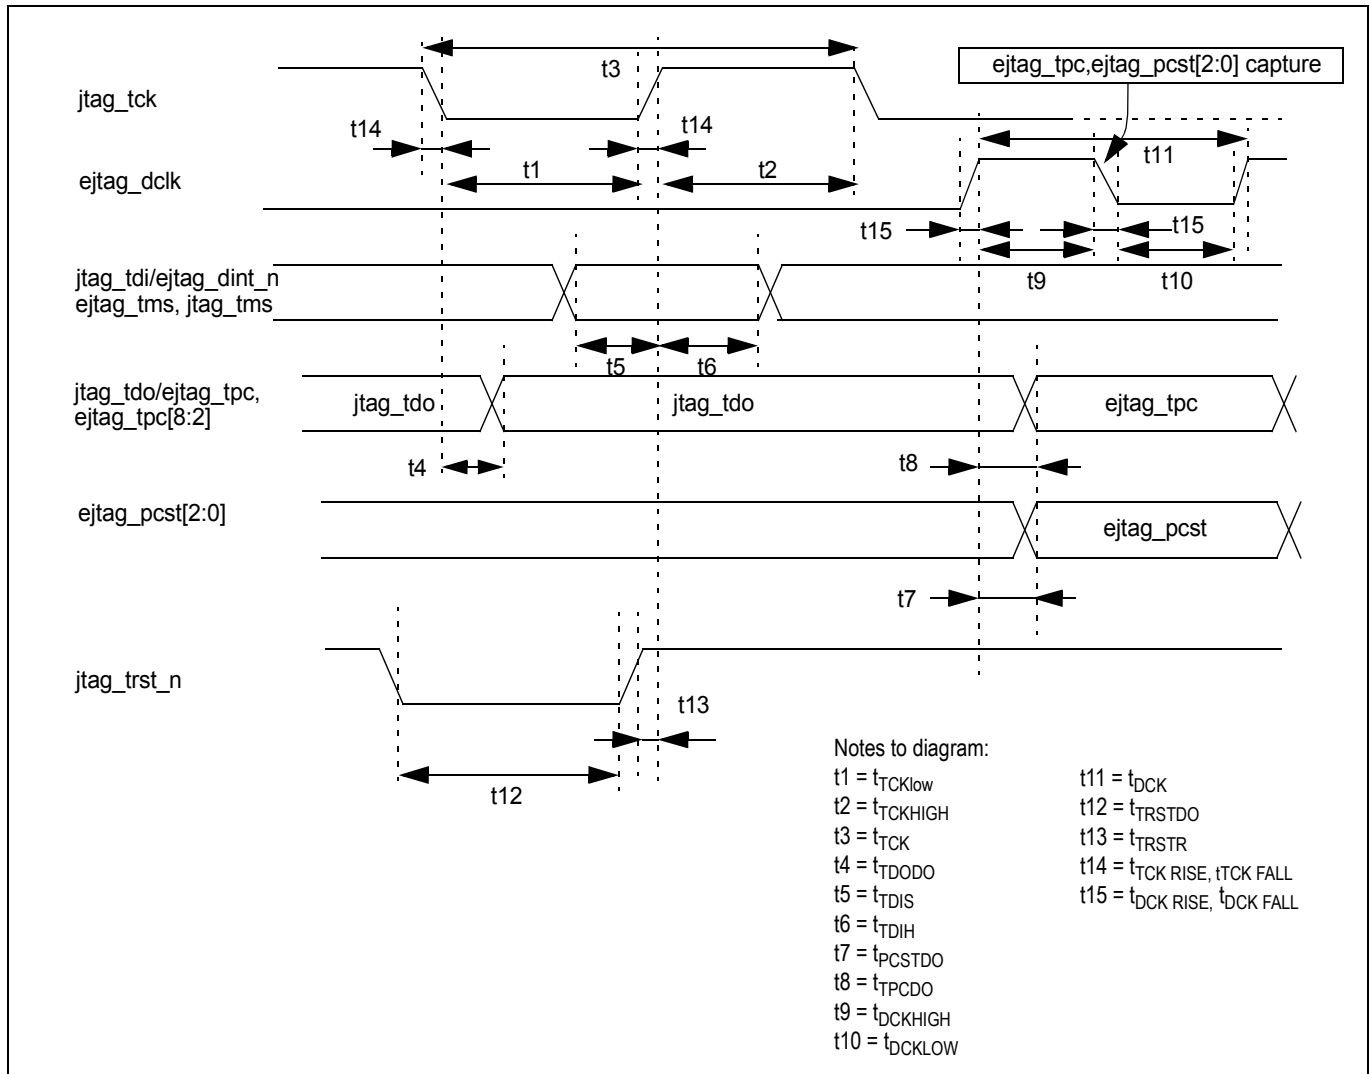 t3
ejtag_tpc,ejtag_pcst[2:0] capture
jtag_tck
t14
t14
t11
t1
t2
ejtag_dclk
t15
t15
jtag_tdi/ejtag_dint_n
ejtag_tms, jtag_tms
t9
t10
t5
t6
jtag_tdo/ejtag_tpc,
ejtag_tpc[8:2]
jtag_tdo
jtag_tdo
ejtag_tpc
t4
t8
ejtag_pcst[2:0]
ejtag_pcst
t7
jtag_trst_n
t13
t12
Notes to diagram:
t1 = tTCKlow
t2 = tTCKHIGH
t3 = tTCK
t4 = tTDODO
t5 = tTDIS
t6 = tTDIH
t7 = tPCSTDO
t8 = tTPCDO
t9 = tDCKHIGH
t10 = tDCKLOW
t11 = tDCK
t12 = tTRSTDO
t13 = tTRSTR
t14 = tTCK RISE, tTCK FALL
t15 = tDCK RISE, tDCK FALL